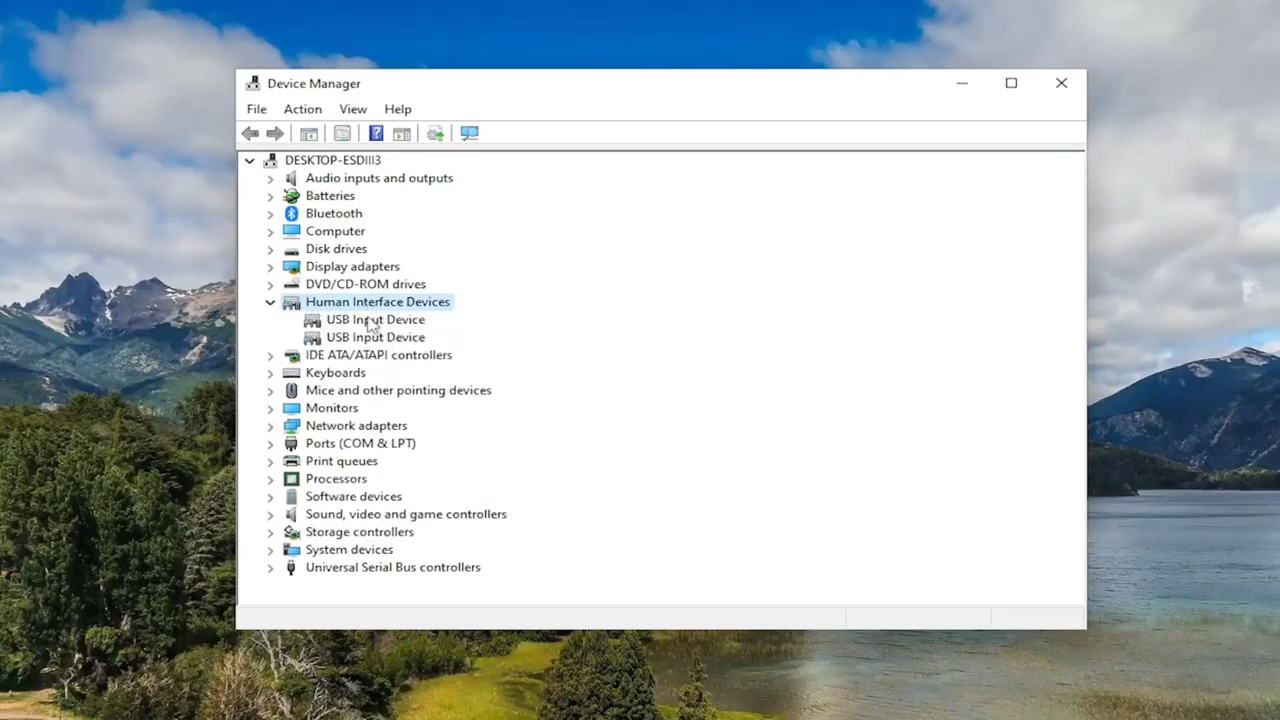 Device Manager
File Action View Help
DESKTOP-ESDIII3
Audio inputs and outputs
Batteries
Bluetooth
Computer
Disk drives
Display adapters
DVD/CD-ROM drives
Human Interface Devices
USB Input Device
USB Input Device
IDE ATA/ATAPI controllers
Keyboards
Mice and other pointing devices
Monitors
Network adapters
Ports (COM & LPT)
Print queues
Processors
Software devices
Sound, video and game controllers
Storage controllers
System devices
Universal Serial Bus controllers